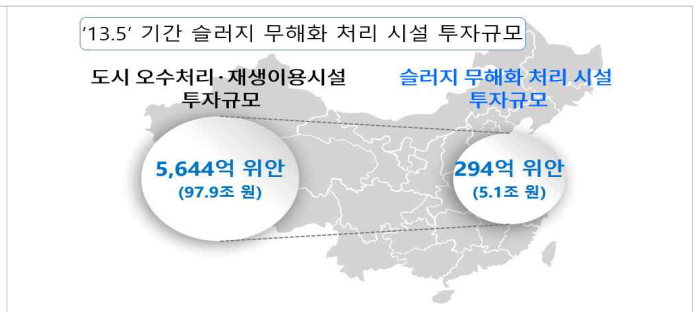 '13.5' 기간 슬러지 무해화 처리 시설 투자규모
도시 오수처리·재생이용시설
투자규모
슬러지 무해화 처리 시설
투자규모
5,644억 위안
(97.9조 원)
294억 위안
(5.1조 원)